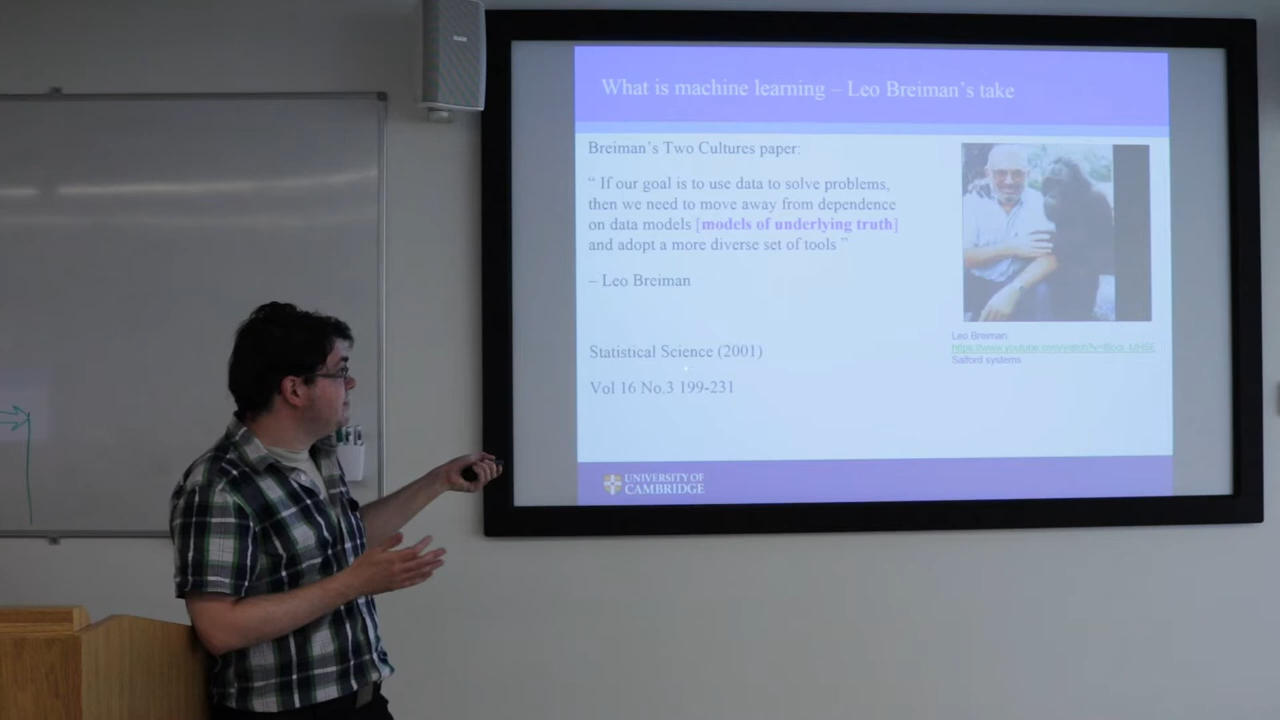 What is machine learning – Leo Breiman's take
Breiman's Two Cultures paper:
“ If our goal is to use data to solve problems,
then we need to move away from dependence
on data models [models of underlying truth]
and adopt a more diverse set of tools ”
– Leo Breiman
Statistical Science (2001)
Vol 16 No.3 199-231
Leo Breiman:
Salford systems
UNIVERSITY OF
CAMBRIDGE